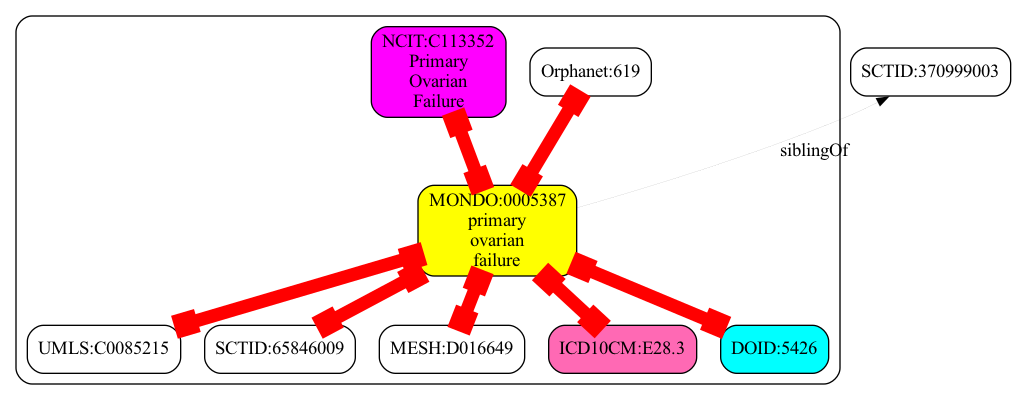 NCIT:C113352
Primary
Ovarian
Failure
Orphanet:619
SCTID:370999003
siblingOf
MONDO:0005387
primary
ovarian
failure
UMLS:C0085215
SCTID:65846009
MESH:D016649
ICD10CM:E28.3
DOID:5426